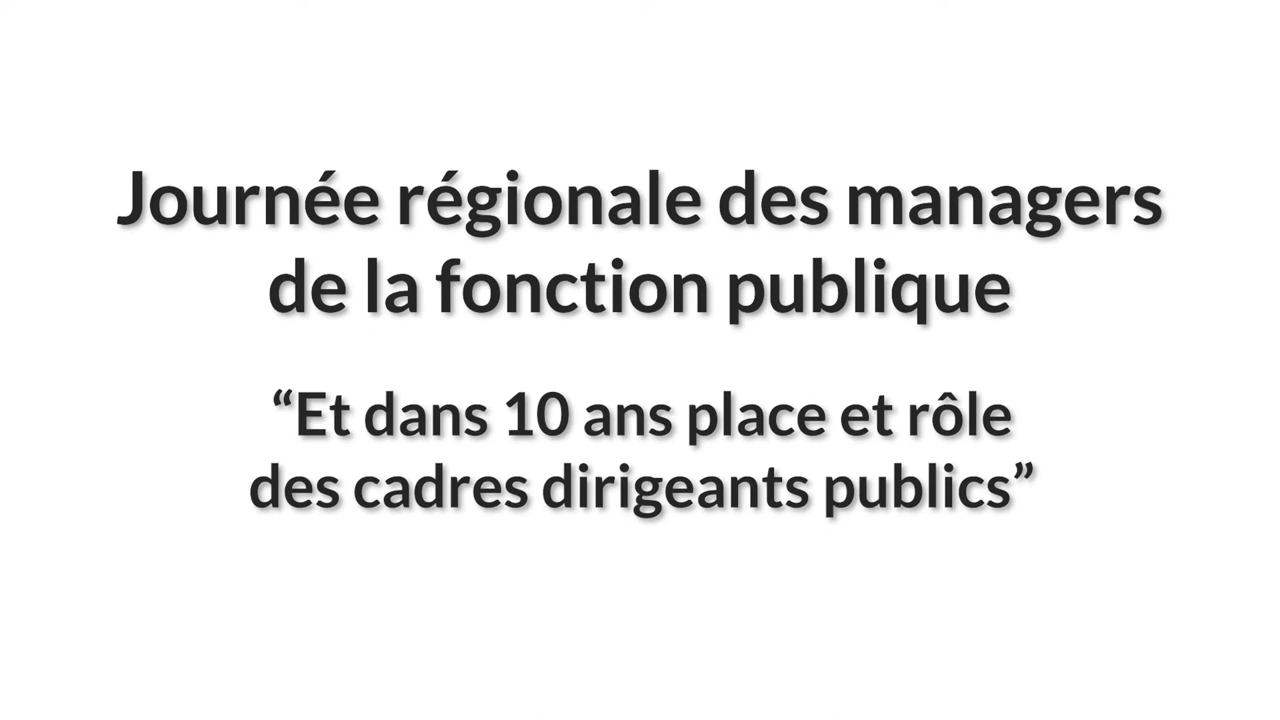 Journée régionale des managers
de la fonction publique
“Et dans 10 ans place et rôle
des cadres dirigeants publics”